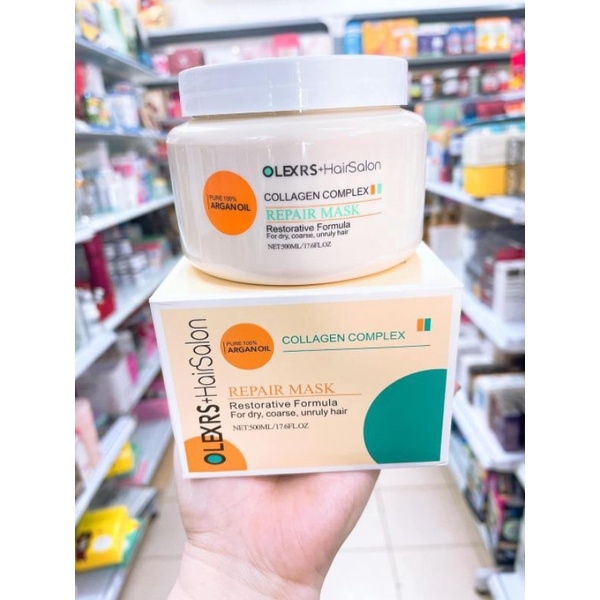 OLEXRS+HairSalon
COLLAGEN COMPLEX
PURE 100%
ARGAN OIL
REPAIR MASK
Restorative Formula
For dry, coarse, unruly hair
NET:500ML/17.6FL.OZ
OLEXRS+HairSalon
PURE 100%
ARGAN OIL
COLLAGEN COMPLEX
REPAIR MASK
Restorative Formula
For dry, coarse, unruly hair
NET:500ML/17.6FL.OZ